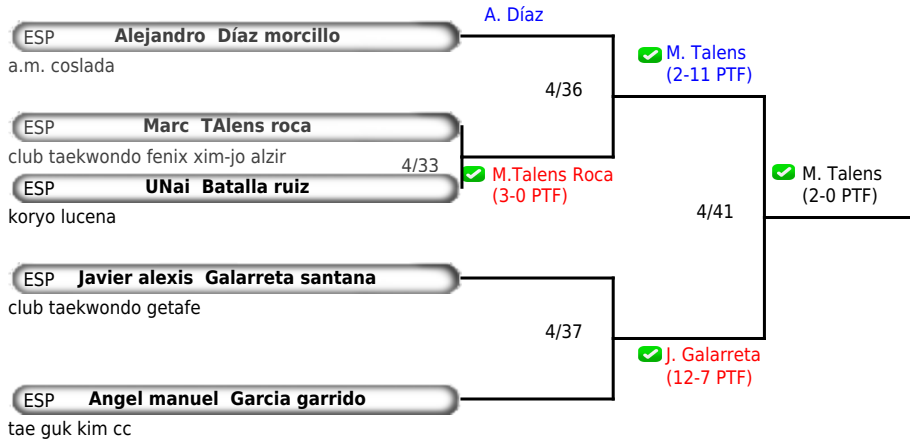 A. Díaz
ESP Alejandro Díaz morcillo
a.m. coslada
M. Talens
(2-11 PTF)
4/36
ESP Marc TAlens roca
club taekwondo fenix xim-jo alzir
4/33
M.Talens Roca
(3-0 PTF)
M. Talens
(2-0 PTF)
ESP UNai Batalla ruiz
koryo lucena
4/41
ESP Javier alexis Galarreta santana
club taekwondo getafe
4/37
J. Galarreta
(12-7 PTF)
ESP Angel manuel Garcia garrido
tae guk kim cc